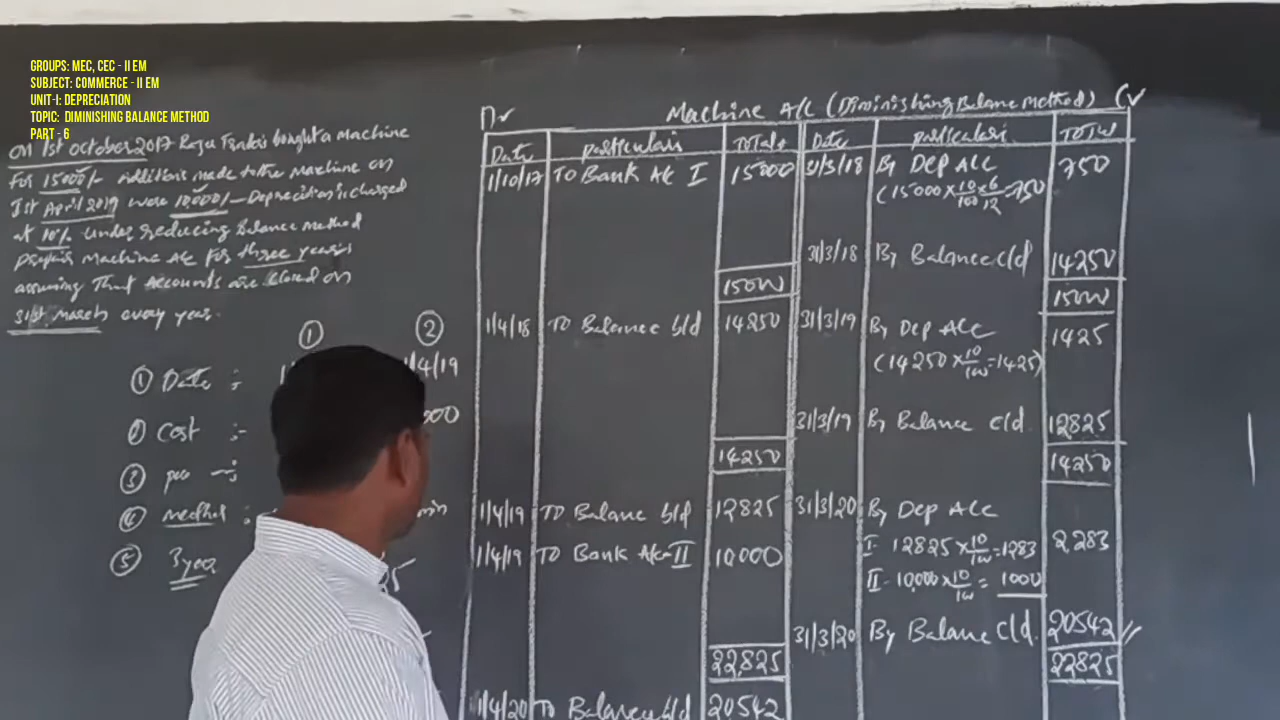 GROUPS: MEC, CEC - II EM
SUBJECT: COMMERCE - II EM
UNIT-I: DEPRECIATION
TOPIC: DIMINISHING BALANCE METHOD
PART - 6
On 1st october 2017 Raju bought a Machine
For 15000/- Additions made to the Machine on
1st April 2019 were 10000/- Depreciation is charged
at 10% under reducing Balance method
prepare Machine A/c For three years
assuming That Accounts are closed on
31st March every year.
① ②
① Date :- 1/4/19
② Cost :- 000
③
④ method :-
⑤ 3 year
Dr Machine A/c (Diminishing Balance Method) Cr
Date particulars Total Date particulars Total
1/10/17 To Bank A/c I 15000 31/3/18 By Dep A/c 750
(15000 × 10/100 × 6/12 = 750
31/3/18 By Balance c/d 14250
15000 15000
1/4/18 To Balance b/d 14250 31/3/19 By Dep A/c 1425
(14250 × 10/100 = 1425)
31/3/19 By Balance c/d 12825
14250 14250
1/4/19 To Balance b/d 12825 31/3/20 By Dep A/c
1/4/19 To Bank A/c II 10000 I - 12825 × 10/100 = 1283 2283
II - 10000 × 10/100 = 1000
31/3/20 By Balance c/d 20542
22825 22825
1/4/20 To Balance b/d 20542